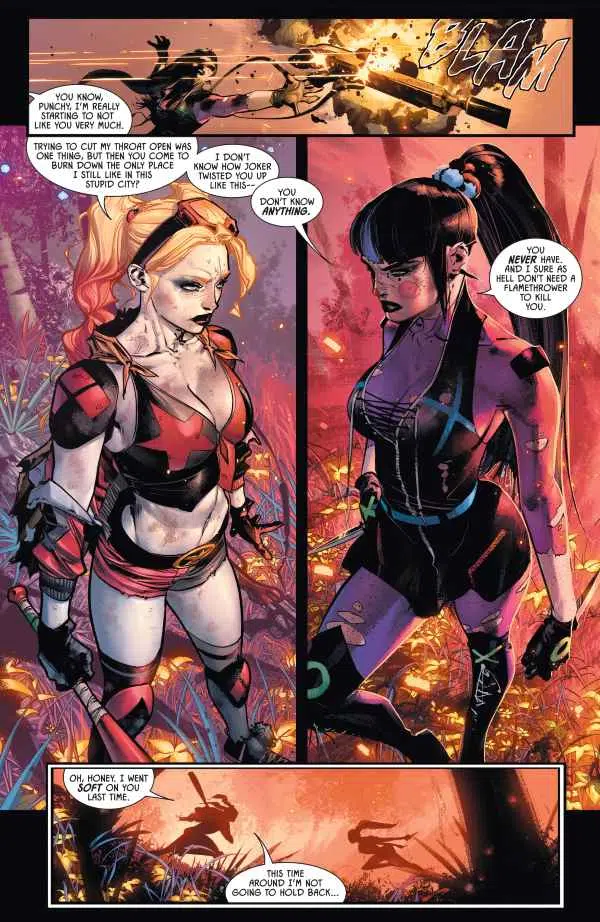 BLAM
YOU KNOW,
PUNCHY, I'M REALLY
STARTING TO NOT
LIKE YOU VERY MUCH.
TRYING TO CUT MY THROAT OPEN WAS
ONE THING, BUT THEN YOU COME TO
BURN DOWN THE ONLY PLACE
I STILL LIKE IN THIS
STUPID CITY?
I DON'T
KNOW HOW JOKER
TWISTED YOU UP
LIKE THIS--
YOU
DON'T KNOW
ANYTHING.
YOU
NEVER HAVE.
AND I SURE AS
HELL DON'T NEED A
FLAMETHROWER
TO KILL
YOU.
OH, HONEY. I WENT
SOFT ON YOU
LAST TIME.
THIS TIME
AROUND I'M NOT
GOING TO HOLD BACK...